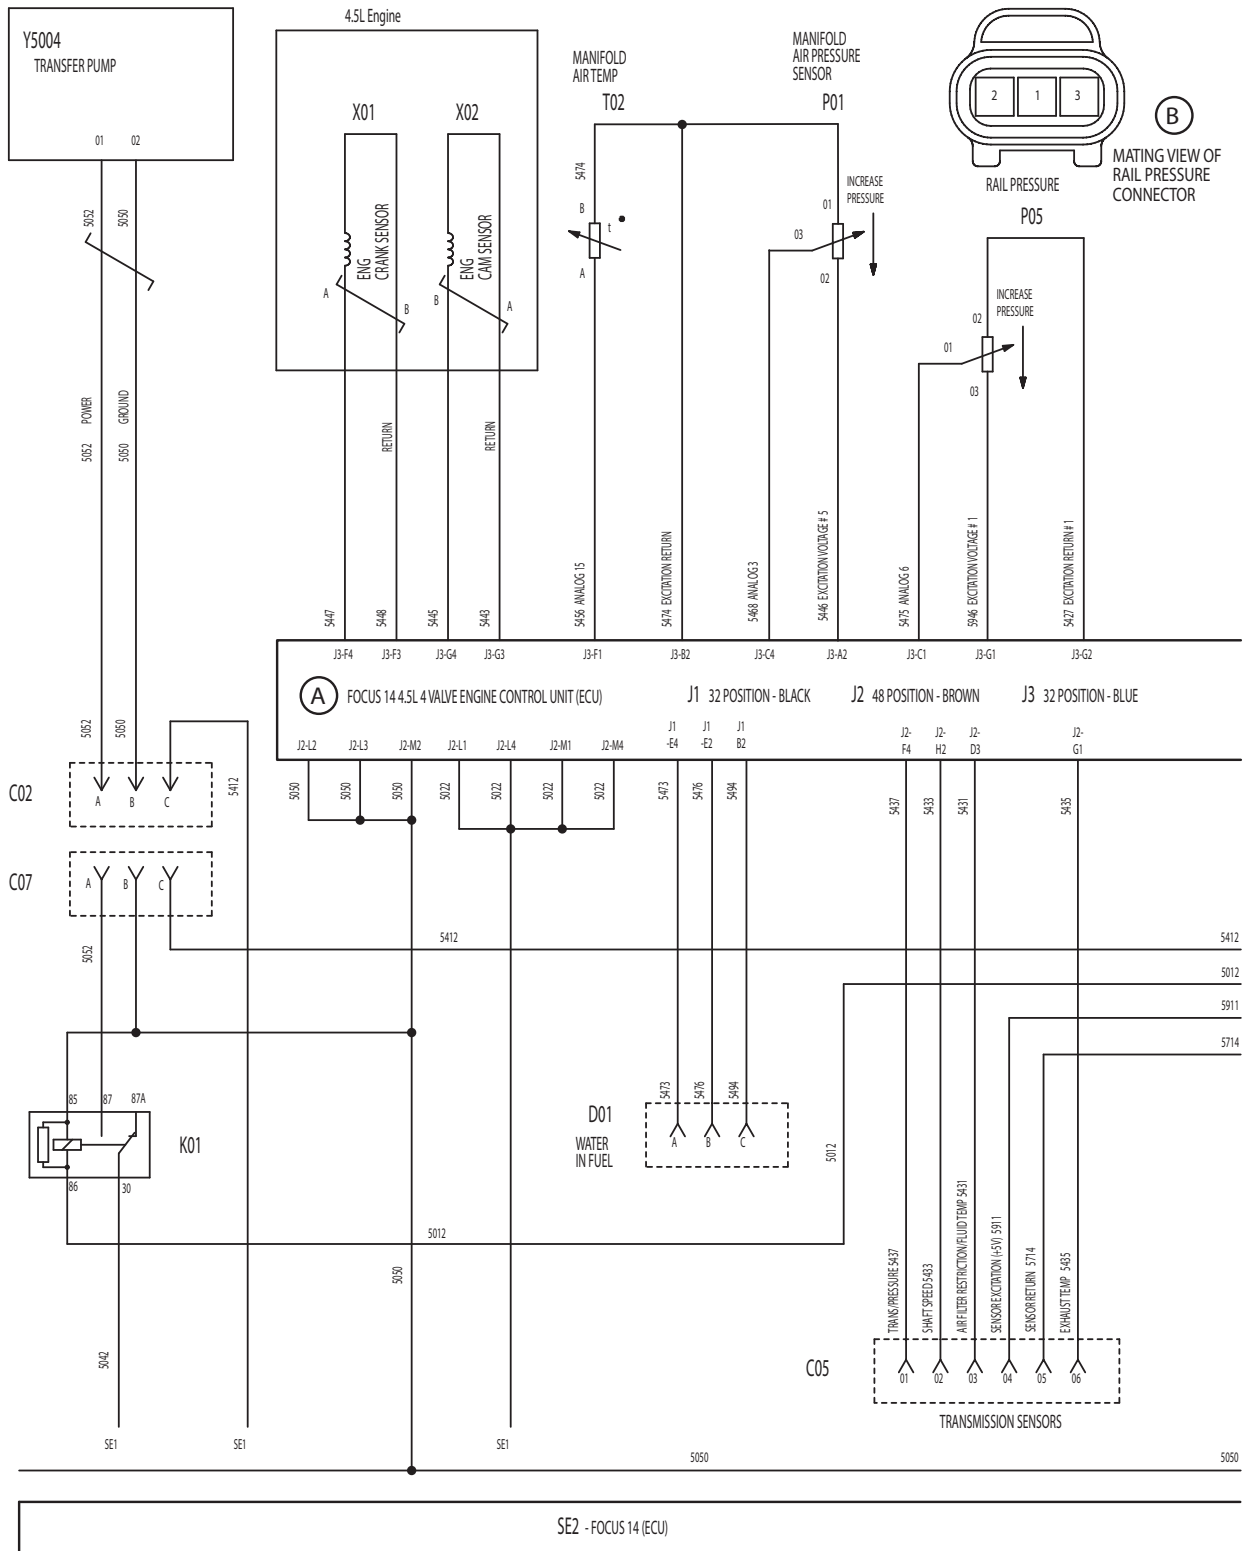 4.5L Engine
Y5004
TRANSFER PUMP
01
02
X01
X02
MANIFOLD
AIR TEMP
T02
MANIFOLD
AIR PRESSURE
SENSOR
P01
2
1
3
B
MATING VIEW OF
RAIL PRESSURE
CONNECTOR
RAIL PRESSURE
P05
5052
5050
ENG
CRANK SENSOR
ENG
CAM SENSOR
A
B
B
A
5474
B
t
A
01
03
02
INCREASE
PRESSURE
INCREASE
PRESSURE
02
01
03
POWER
5052
GROUND
5050
RETURN
RETURN
5447
5448
5445
5443
5456 ANALOG 15
5474 EXCITATION RETURN
5468 ANALOG 3
5446 EXCITATION VOLTAGE # 5
5475 ANALOG 6
5946 EXCITATION VOLTAGE # 1
5427 EXCITATION RETURN # 1
J3-F4
J3-F3
J3-G4
J3-G3
J3-F1
J3-B2
J3-C4
J3-A2
J3-C1
J3-G1
J3-G2
A
FOCUS 14 4.5L 4 VALVE ENGINE CONTROL UNIT (ECU)
J1 32 POSITION - BLACK
J2 48 POSITION - BROWN
J3 32 POSITION - BLUE
J2-L2
J2-L3
J2-M2
J2-L1
J2-L4
J2-M1
J2-M4
J1
-E4
J1
-E2
J1
B2
J2-
F4
J2-
H2
J2-
D3
J2-
G1
5052
5050
5412
5050
5050
5050
5022
5022
5022
5022
5473
5476
5494
5437
5433
5431
5435
C02
A
B
C
C07
A
B
C
5052
5412
5412
5012
5911
5714
85
87
87A
K01
86
30
5473
5476
5494
D01
WATER
IN FUEL
A
B
C
5012
5012
5050
5042
TRANS/PRESSURE 5437
SHAFT SPEED 5433
AIR FILTER RESTRICTION/FLUID TEMP 5431
SENSOR EXCITATION (+5V) 5911
SENSOR RETURN 5714
EXHAUST TEMP 5435
C05
01
02
03
04
05
06
TRANSMISSION SENSORS
SE1
SE1
SE1
5050
5050
SE2 - FOCUS 14 (ECU)